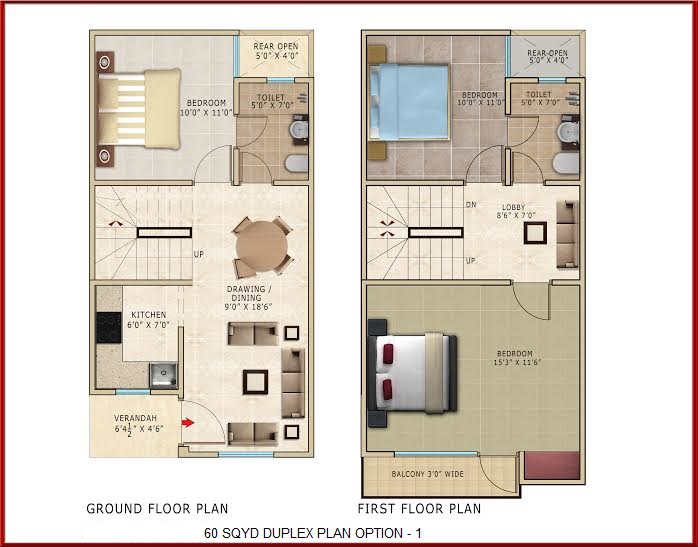 REAR OPEN
5'0" X 4'0"
BEDROOM
10'0" X 11'0"
TOILET
5'0" X 7'0"
UP
DRAWING /
DINING
9'0" X 18'6"
KITCHEN
6'0" X 7'0"
VERANDAH
6'4 1/2" X 4'6"
GROUND FLOOR PLAN
REAR OPEN
5'0" X 4'0"
BEDROOM
10'0" X 11'0"
TOILET
5'0" X 7'0"
DN
LOBBY
8'6" X 7'0"
UP
BEDROOM
15'3" X 11'6"
BALCONY 3'0" WIDE
FIRST FLOOR PLAN
60 SQYD DUPLEX PLAN OPTION - 1